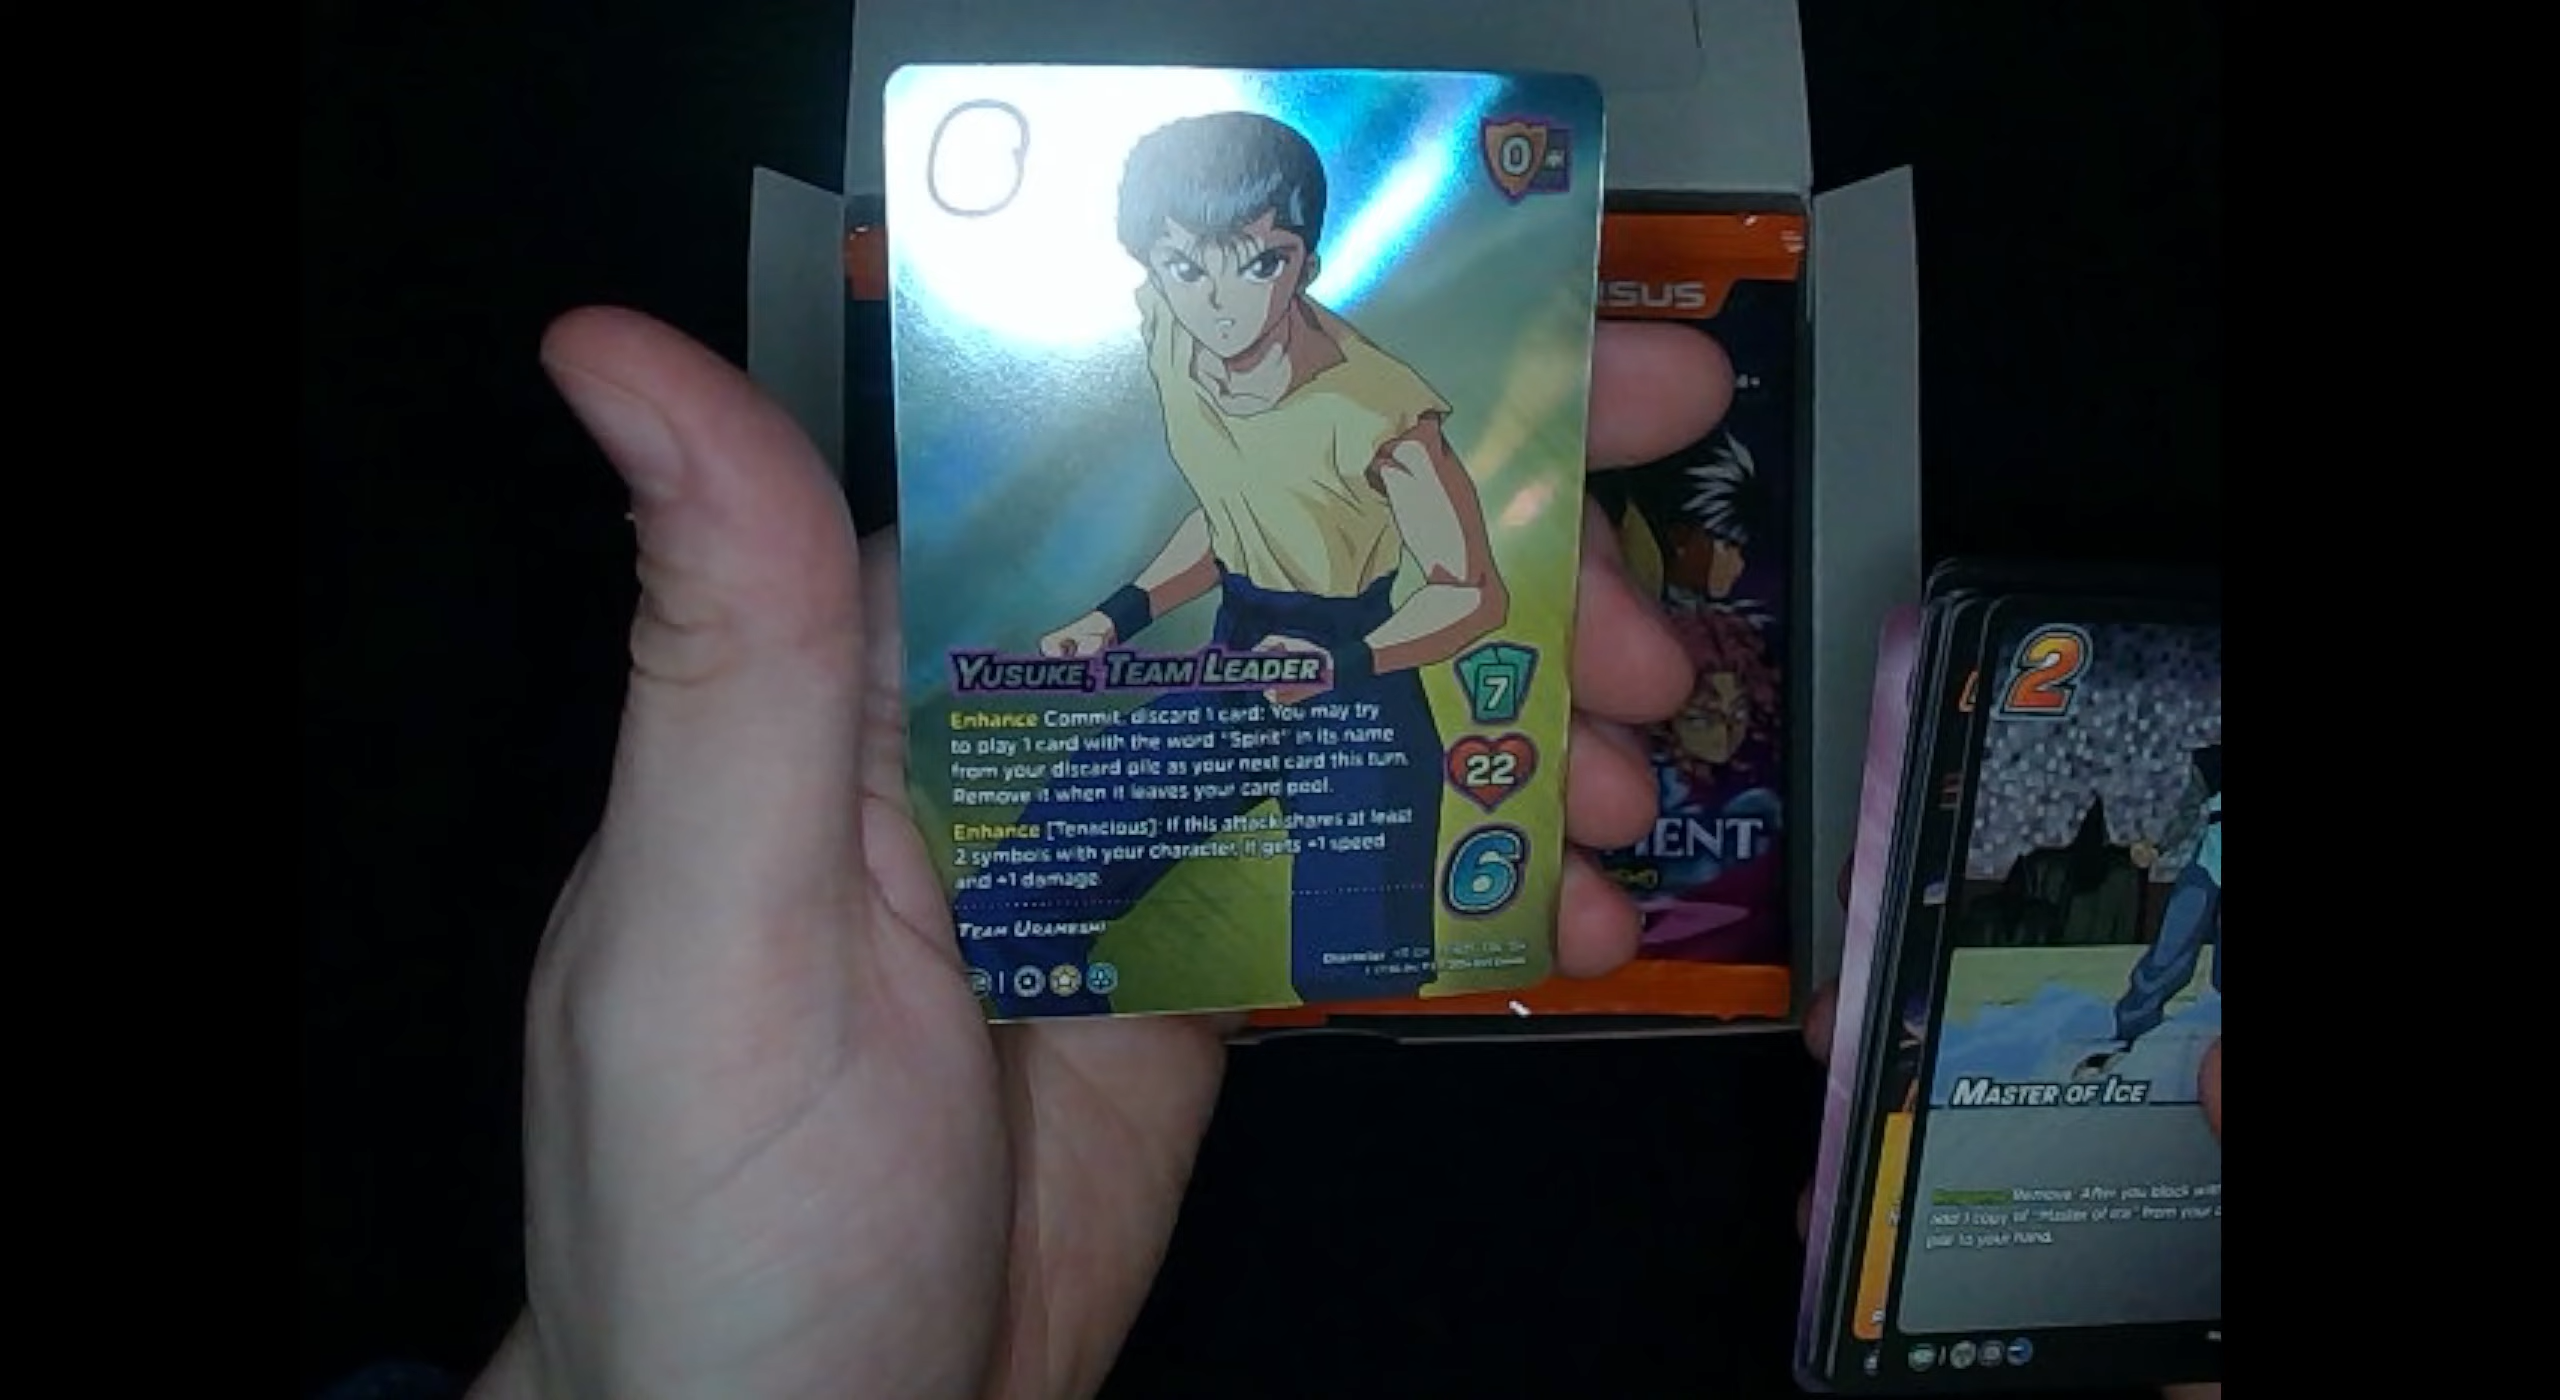 6
0
ISUS
YUSUKE, TEAM LEADER
7
Enhance Commit, discard 1 card: You may try
to play 1 card with the word "Spirit" in its name
from your discard pile as your next card this turn.
Remove it when it leaves your card pool.
22
Enhance [Tenacious]: If this attack shares at least
2 symbols with your character, it gets +1 speed
and +1 damage.
6
TEAM URAMESHI
Character
MENT
2
MASTER OF ICE
Remove: After you block
add 1 copy of "Master of Ice" from your
to your hand.